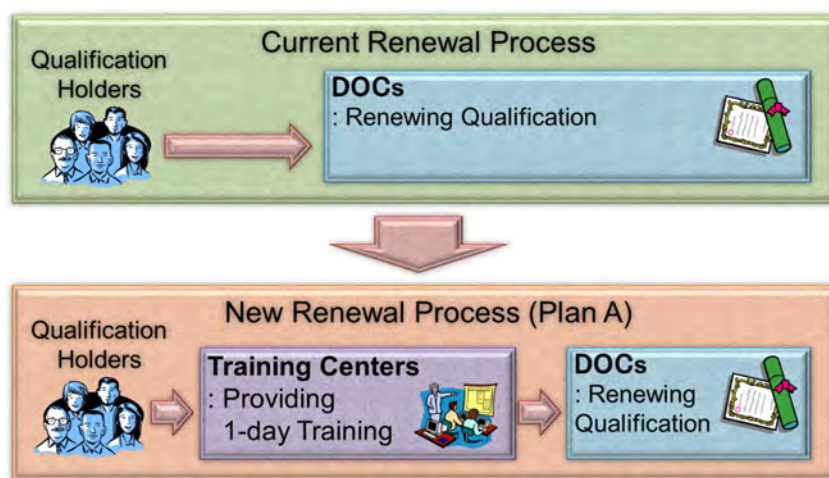 Current Renewal Process
Qualification
Holders
DOCs
: Renewing Qualification
New Renewal Process (Plan A)
Qualification
Holders
Training Centers
: Providing
1-day Training
DOCs
: Renewing
Qualification